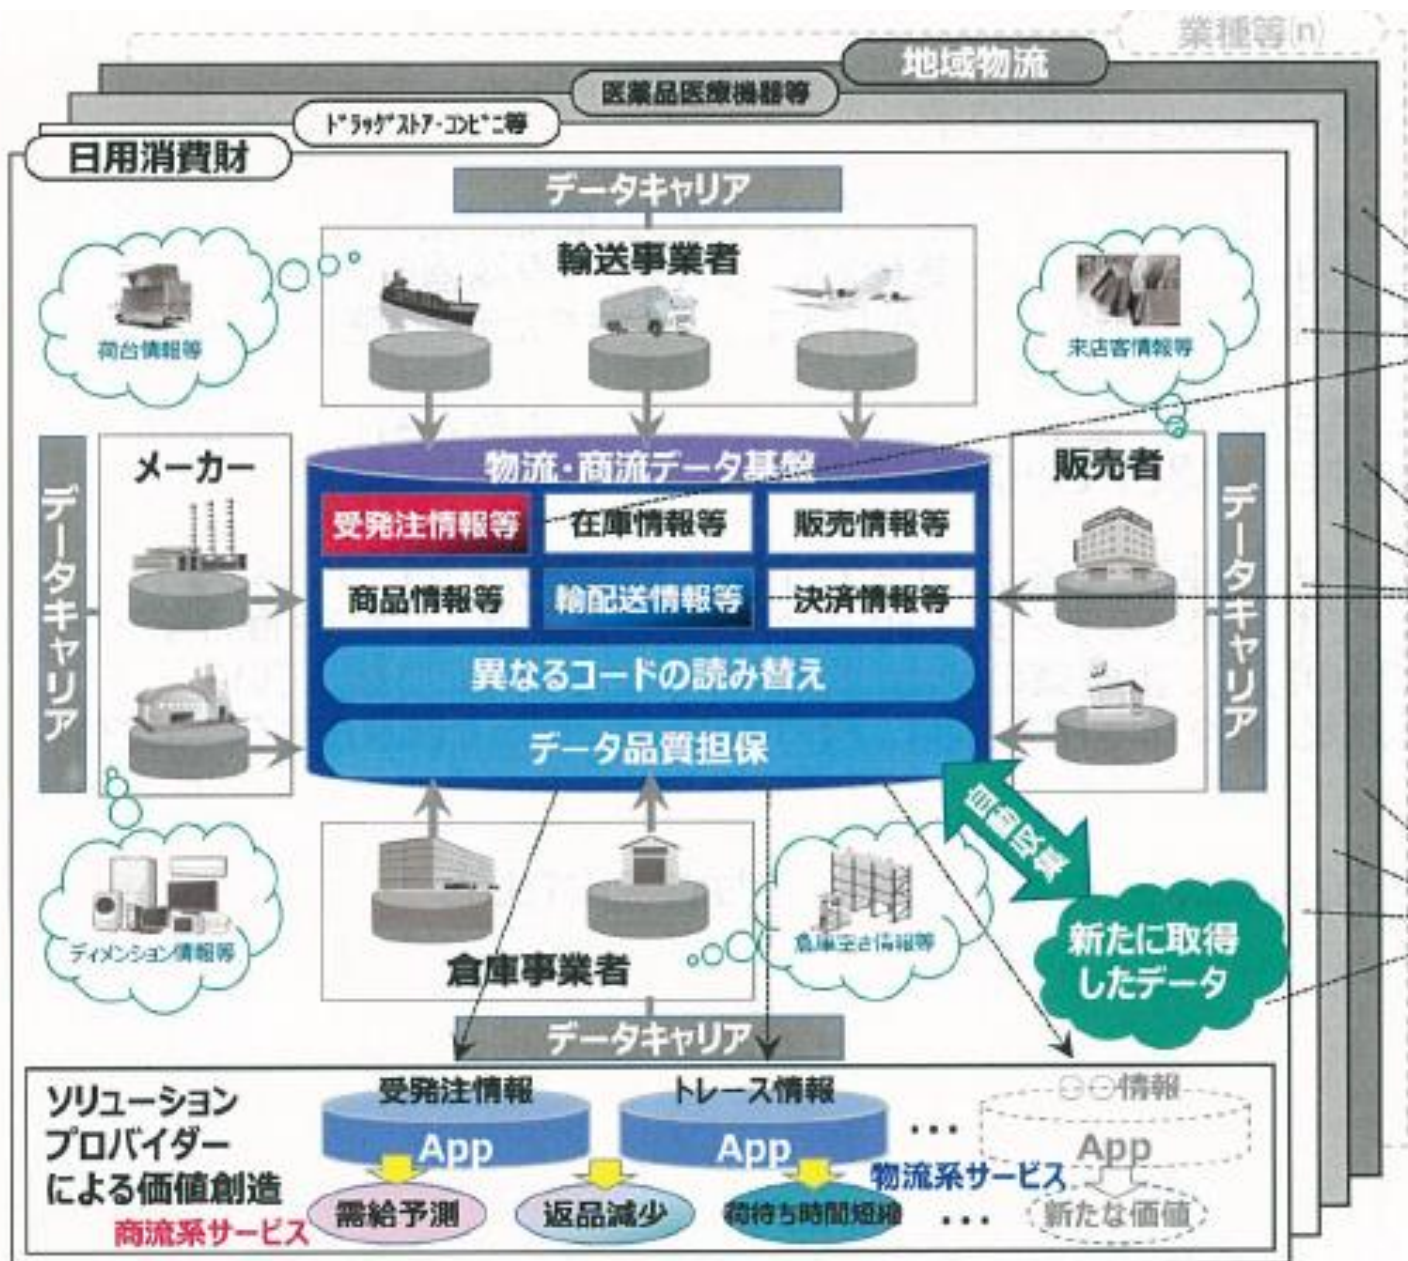 業種等(n)
地域物流
医薬品医療機器等
ﾄﾞﾗｯｸﾞｽﾄｱ・ｺﾝﾋﾞﾆ等
日用消費財
データキャリア
輸送事業者
荷台情報等
来店客情報等
メーカー
データキャリア
物流・商流データ基盤
受発注情報等
在庫情報等
販売情報等
商品情報等
輸配送情報等
決済情報等
異なるコードの読み替え
データ品質担保
販売者
データキャリア
自動収集
ディメンション情報等
倉庫事業者
倉庫空き情報等
新たに取得
したデータ
データキャリア
ソリューション
プロバイダー
による価値創造
受発注情報
App
トレース情報
App
・・・
○○情報
App
商流系サービス
需給予測
返品減少
荷待ち時間短縮
物流系サービス
・・・
新たな価値